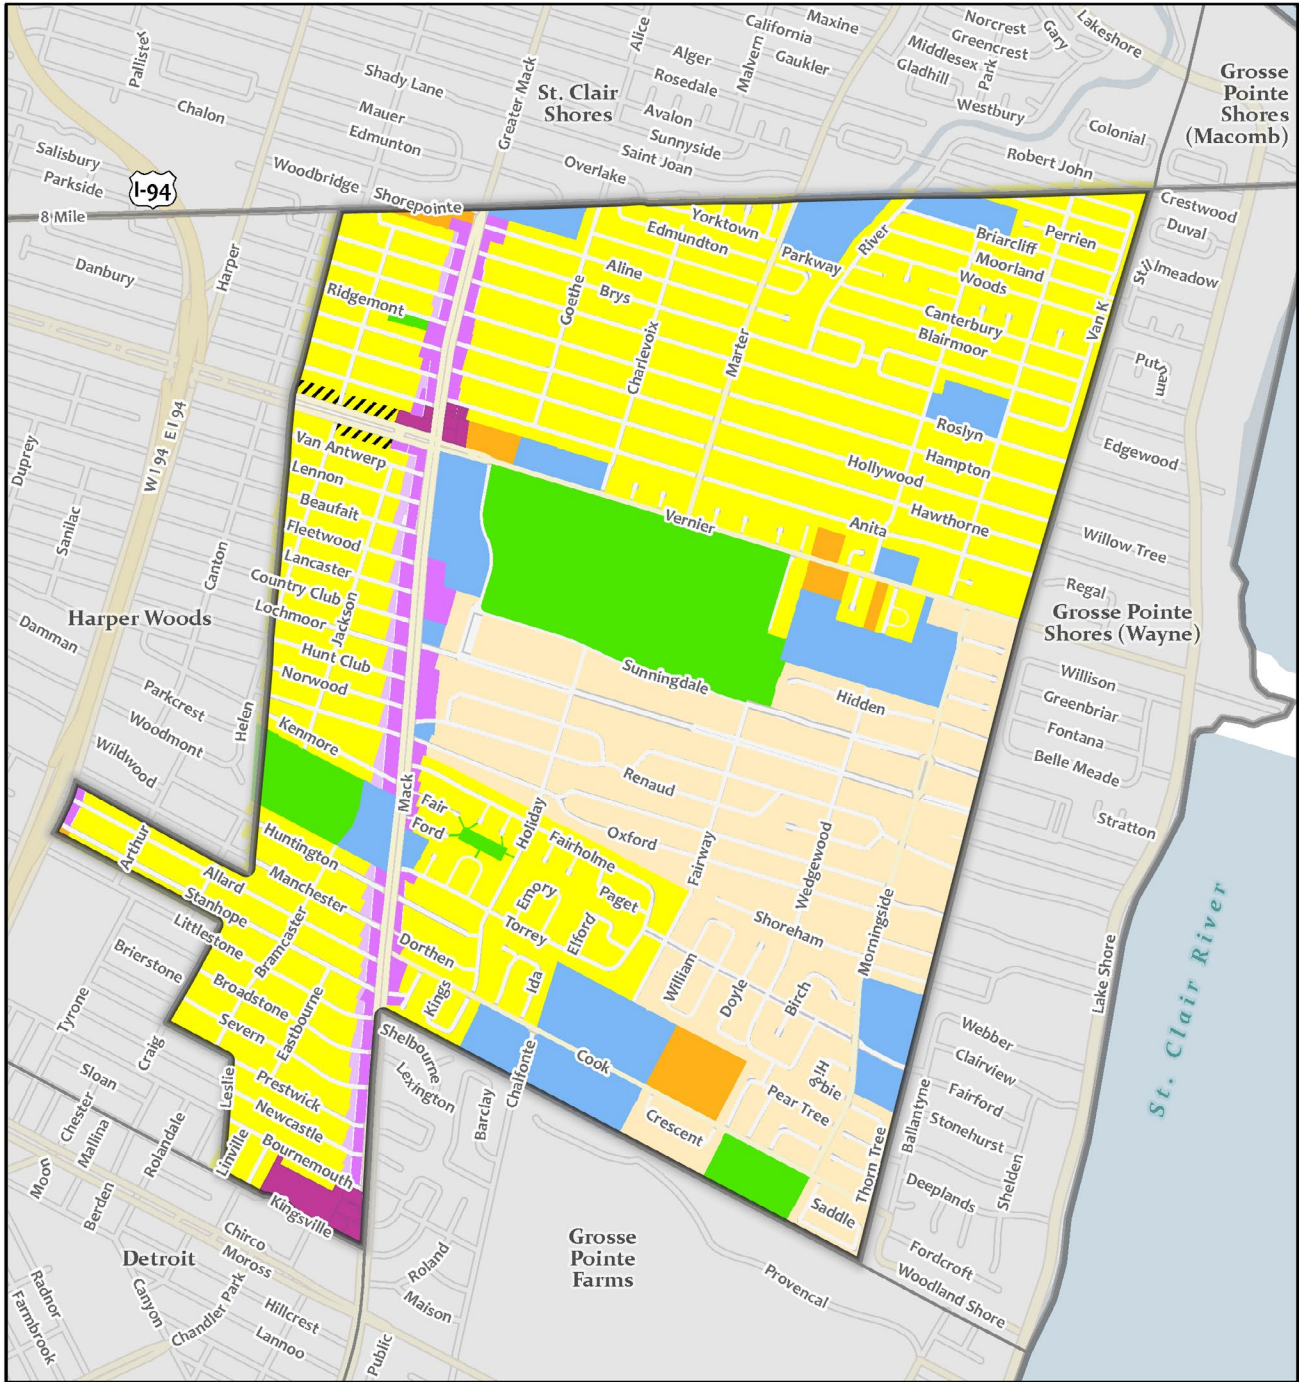 Maxine
California
Alice
Norcrest
Gary
Lakeshore
Greencrest
Middlesex
Park
Gladhill
Pallister
Malvern
Alger
Gaukler
Greater Mack
Shady Lane
Rosedale
Grosse
Pointe
Shores
(Macomb)
St. Clair
Shores
Chalon
Mauer
Avalon
Westbury
Colonial
Edmunton
Sunnyside
Saint Joan
Salisbury
Parkside
Overlake
Robert John
Woodbridge
I-94
Shorepointe
8 Mile
Crestwood
Yorktown
Duval
Edmundton
River
Briarcliff
Perrien
Parkway
Moorland
Stillmeadow
Danbury
Harper
Aline
Woods
Goethe
Brys
Ridgemont
Canterbury
Van K
Blairmoor
Charlevoix
Marter
Putnam
W I 94 E I 94
Roslyn
Van Antwerp
Duprey
Edgewood
Lennon
Hollywood
Hampton
Beaufait
Vernier
Anita
Hawthorne
Sanilac
Fleetwood
Willow Tree
Canton
Lancaster
Country Club
Regal
Lochmoor
Jackson
Harper Woods
Grosse Pointe
Shores (Wayne)
Damman
Hunt Club
Sunningdale
Willison
Norwood
Hidden
Parkcrest
Greenbriar
Helen
Woodmont
Kenmore
Fontana
Wildwood
Belle Meade
Renaud
Mack
Fair
Ford
Holiday
Stratton
Huntington
Oxford
Fairholme
Fairway
Wedgewood
Arthur
Allard
Manchester
Emory
Paget
Morningside
St. Clair River
Stanhope
Shoreham
Littlestone
Bramcaster
Torrey
Elford
Dorthen
Lake Shore
Brierstone
William
Ida
Doyle
Birch
Broadstone
Kings
Tyrone
Eastbourne
Severn
Shelbourne
Webber
Craig
Cook
Chalfonte
Clairview
Sloan
Leslie
Lexington
Higbie
Prestwick
Barclay
Pear Tree
Ballantyne
Fairford
Chester
Newcastle
Crescent
Stonehurst
Mallina
Rolandale
Linville
Bournemouth
Thorn Tree
Shelden
Moon
Deeplands
Berden
Kingsville
Saddle
Chirco
Grosse
Pointe
Farms
Detroit
Moross
Roland
Fordcroft
Provencal
Woodland Shore
Radnor
Canyon
Chandler Park
Hillcrest
Maison
Farmbrook
Lannoo
Public